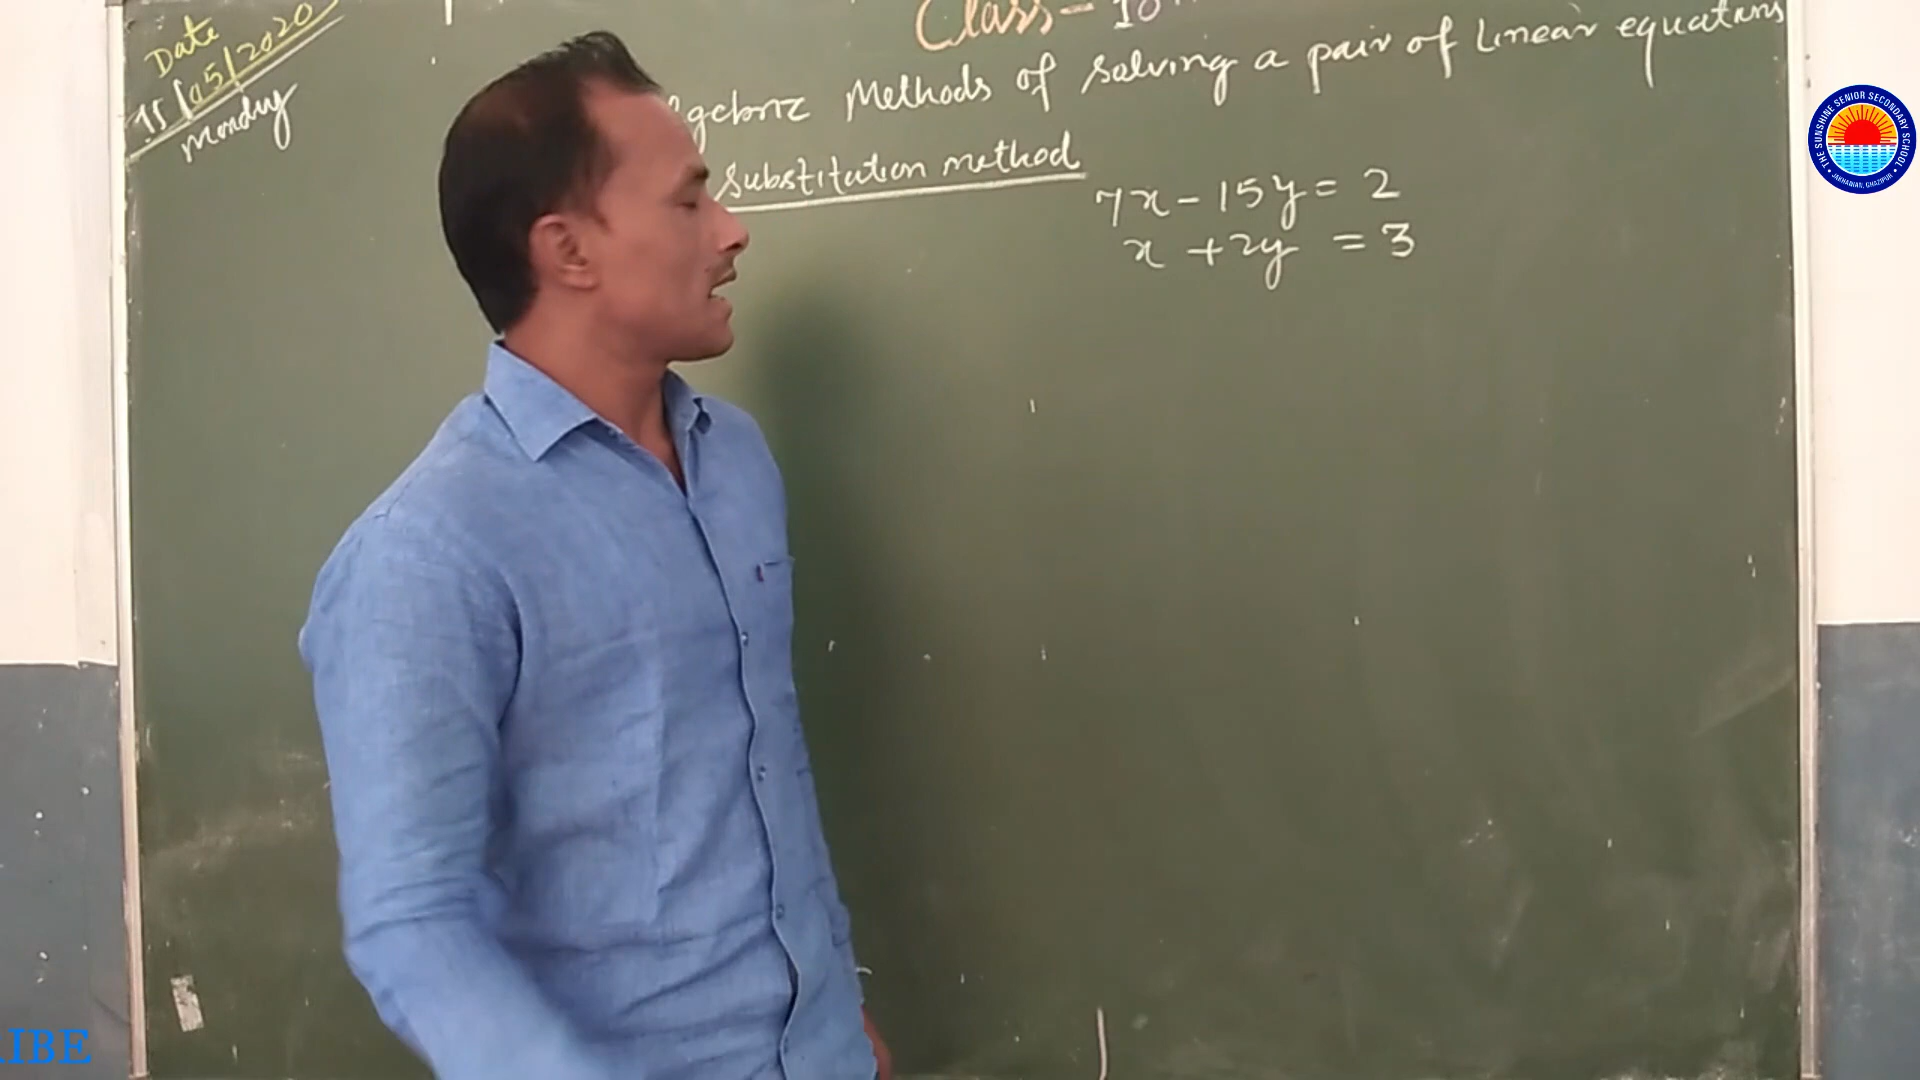 Date
15/05/2020
Monday
Class - 10
Methods of solving a pair of Linear equations
substitution method
7x - 15y = 2
x + 2y = 3
THE SUNSHINE SENIOR SECONDARY SCHOOL